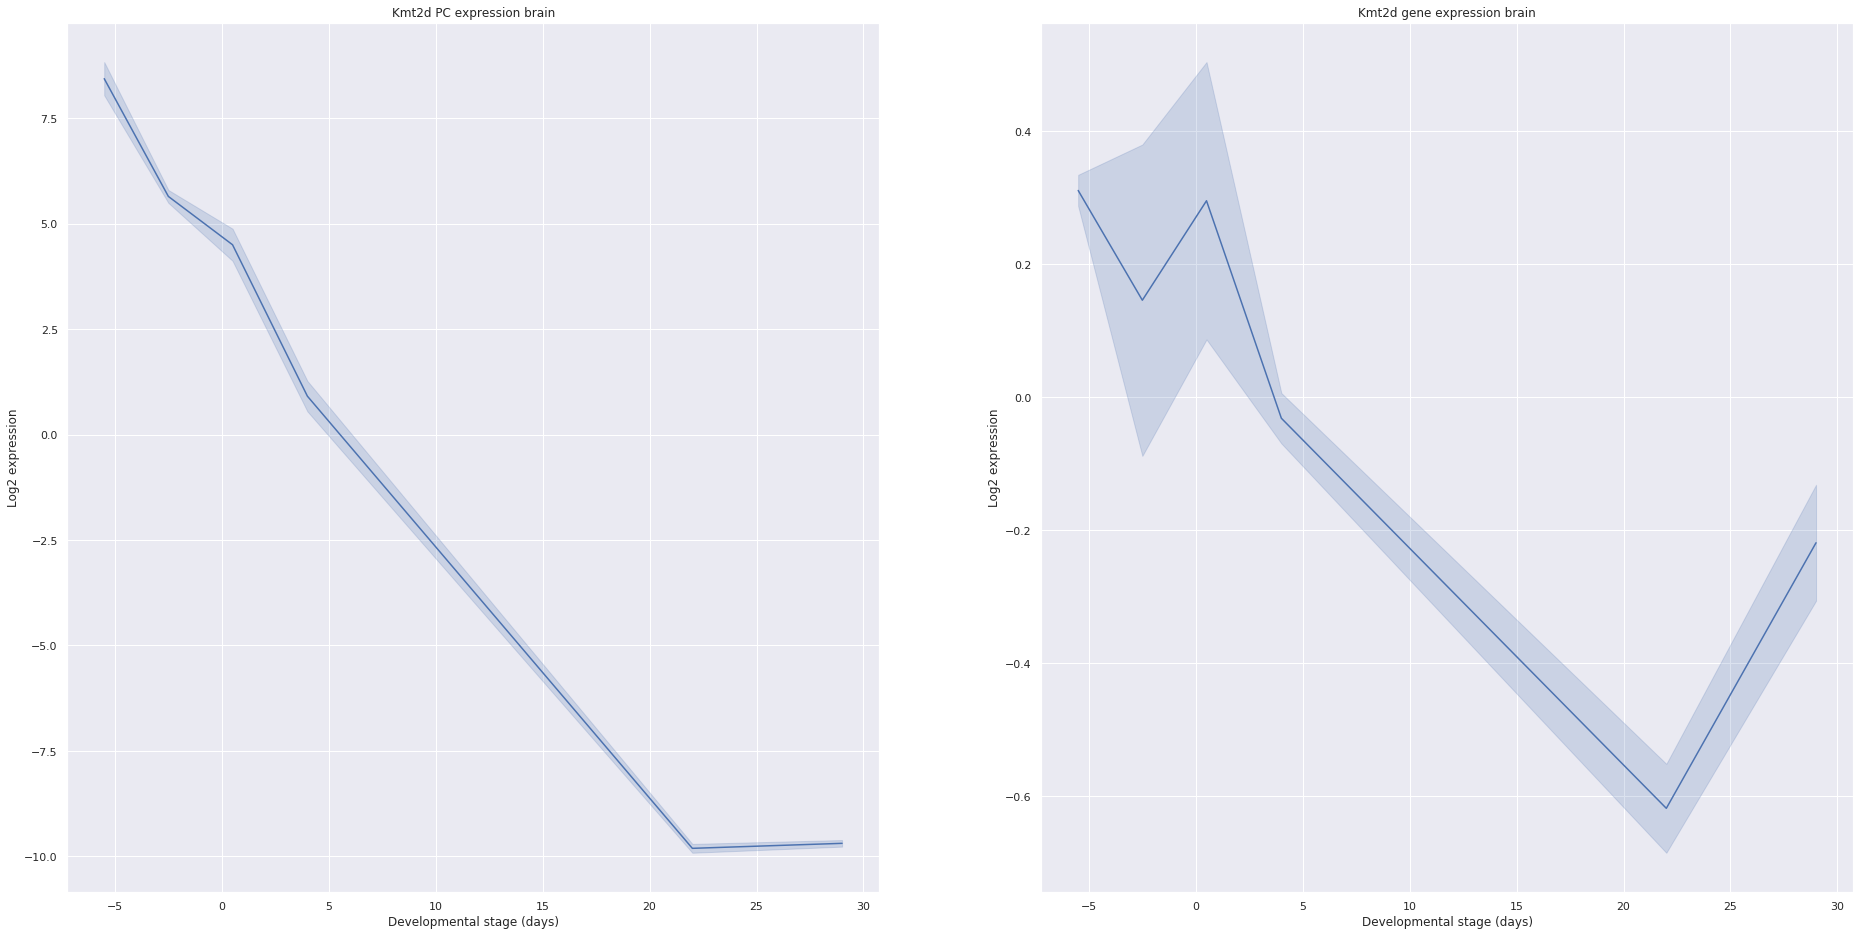 Kmt2d PC expression brain
7.5
5.0
2.5
0.0
−2.5
−5.0
−7.5
−10.0
Log2 expression
−5 0 5 10 15 20 25 30
Developmental stage (days)
Kmt2d gene expression brain
0.4
0.2
0.0
−0.2
−0.4
−0.6
Log2 expression
−5 0 5 10 15 20 25 30
Developmental stage (days)